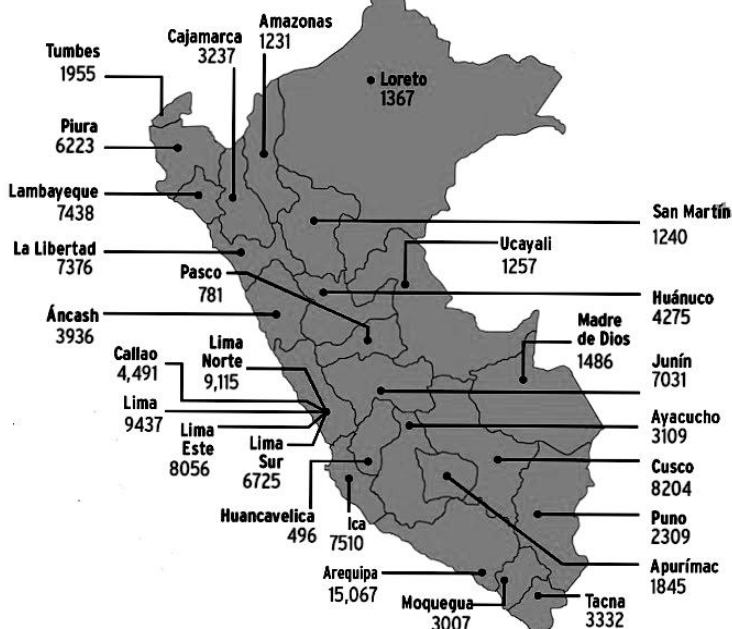 Amazonas
1231
Cajamarca
3237
Tumbes
1955
Loreto
1367
Piura
6223
Lambayeque
7438
San Martín
1240
La Libertad
7376
Ucayali
1257
Pasco
781
Huánuco
4275
Áncash
3936
Madre
de Dios
1486
Lima
Norte
9,115
Callao
4,491
Junín
7031
Lima
9437
Ayacucho
3109
Lima
Este
8056
Lima
Sur
6725
Cusco
8204
Huancavelica
496
Ica
7510
Puno
2309
Arequipa
15,067
Apurímac
1845
Moquegua
3007
Tacna
3332